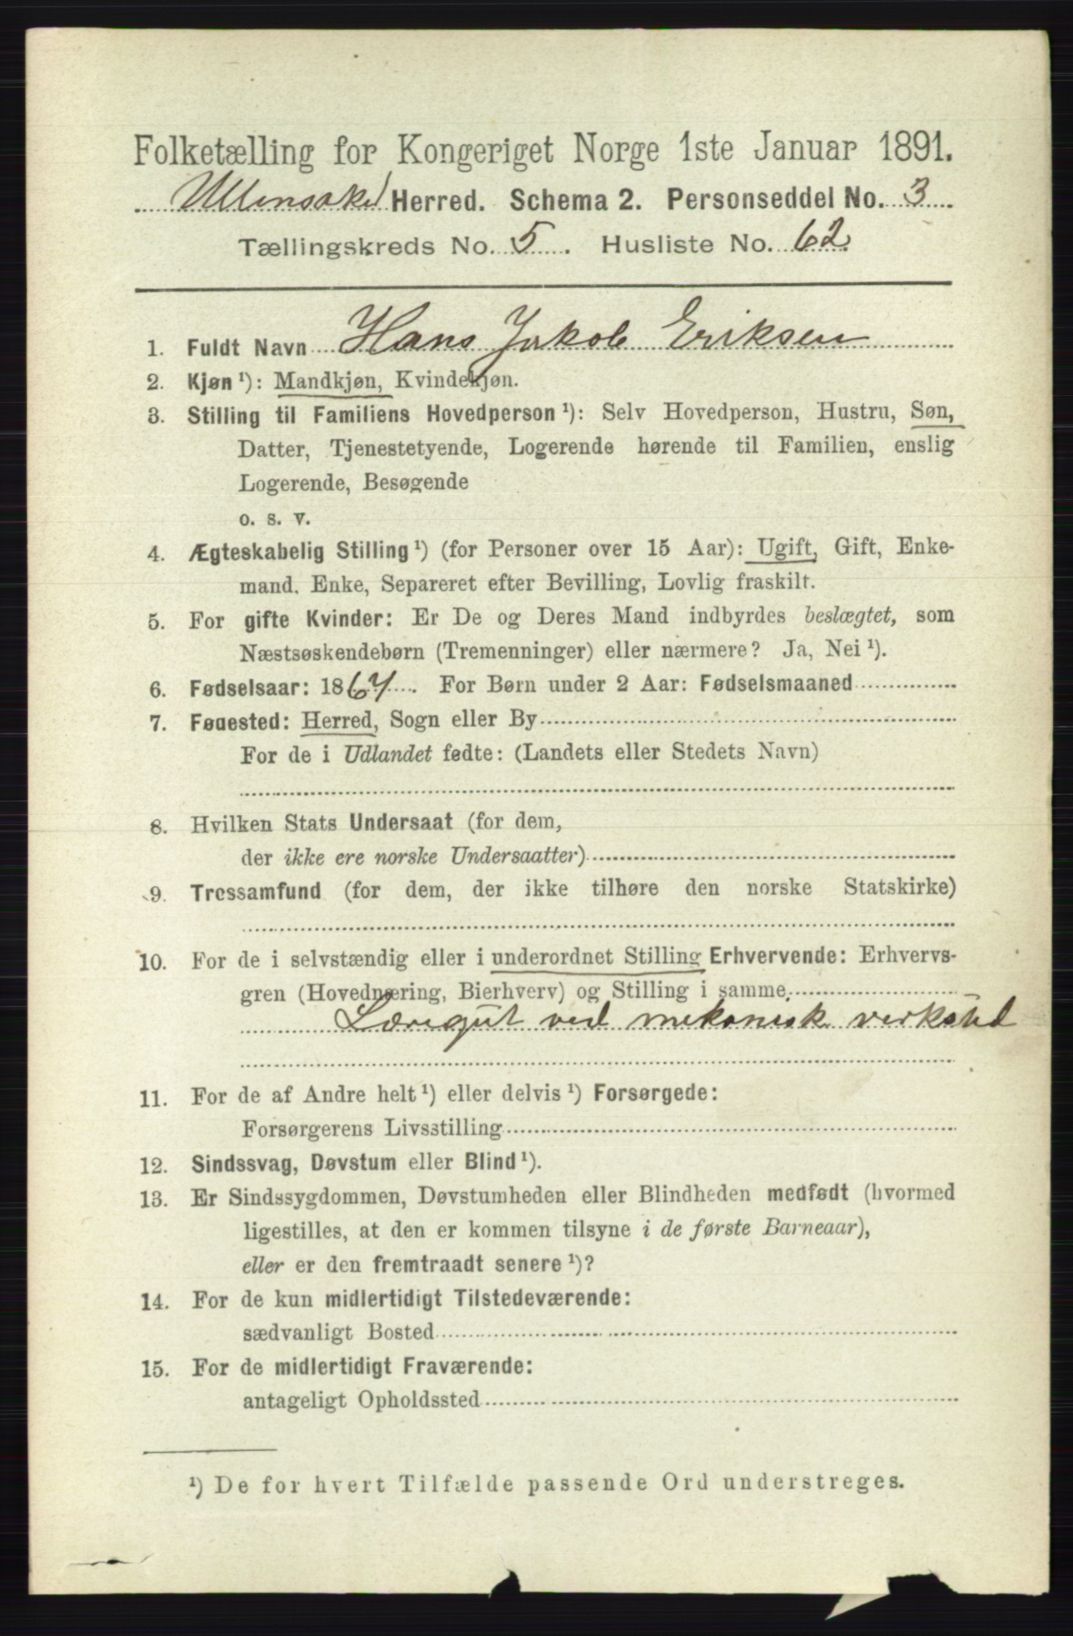 Folketælling for Kongeriget Norge 1ste Januar 1891.
Ullensaker Herred. Schema 2. Personseddel No. 3
Tællingskreds No. 5. Husliste No. 62
1. Fuldt Navn Hans Jakob Eriksen
2. Kjøn ¹): Mandkjøn, Kvindekjøn.
3. Stilling til Familiens Hovedperson ¹): Selv Hovedperson, Hustru, Søn,
Datter, Tjenestetyende, Logerende hørende til Familien, enslig
Logerende, Besøgende
o. s. v.
4. Ægteskabelig Stilling ¹) (for Personer over 15 Aar): Ugift, Gift, Enke-
mand, Enke, Separeret efter Bevilling, Lovlig fraskilt.
5. For gifte Kvinder: Er De og Deres Mand indbyrdes beslægtet, som
Næstsøskendebørn (Tremenninger) eller nærmere? Ja, Nei ¹).
6. Fødselsaar: 1867. For Børn under 2 Aar: Fødselsmaaned
7. Fødested: Herred, Sogn eller By
For de i Udlandet fødte: (Landets eller Stedets Navn)
8. Hvilken Stats Undersaat (for dem,
der ikke ere norske Undersaatter)
9. Trossamfund (for dem, der ikke tilhøre den norske Statskirke)
10. For de i selvstændig eller i underordnet Stilling Erhvervende: Erhvervs-
gren (Hovednæring, Bierhverv) og Stilling i samme.
Læregut ved mekanisk verksted
11. For de af Andre helt ¹) eller delvis ¹) Forsørgede:
Forsørgerens Livsstilling
12. Sindssvag, Døvstum eller Blind ¹).
13. Er Sindssygdommen, Døvstumheden eller Blindheden medfødt (hvormed
ligestilles, at den er kommen tilsyne i de første Barneaar),
eller er den fremtraadt senere ¹)?
14. For de kun midlertidigt Tilstedeværende:
sædvanligt Bosted
15. For de midlertidigt Fraværende:
antageligt Opholdssted
¹) De for hvert Tilfælde passende Ord understreges.